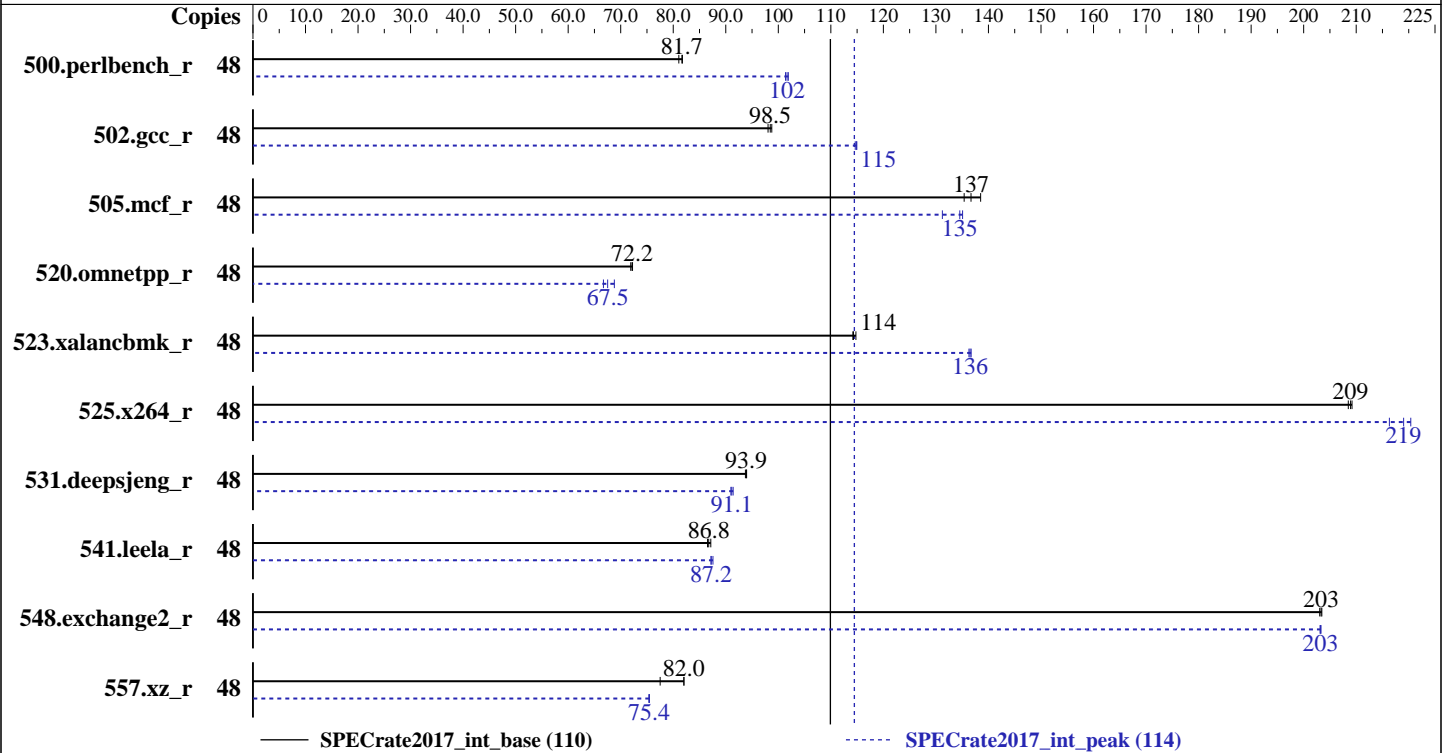 Copies 0 10.0 20.0 30.0 40.0 50.0 60.0 70.0 80.0 90.0 100 110 120 130 140 150 160 170 180 190 200 210 225
81.7
500.perlbench_r 48
102
98.5
502.gcc_r 48
115
137
505.mcf_r 48
135
72.2
520.omnetpp_r 48
67.5
114
523.xalancbmk_r 48
136
209
525.x264_r 48
219
93.9
531.deepsjeng_r 48
91.1
86.8
541.leela_r 48
87.2
203
548.exchange2_r 48
203
82.0
557.xz_r 48
75.4
SPECrate2017_int_base (110) SPECrate2017_int_peak (114)